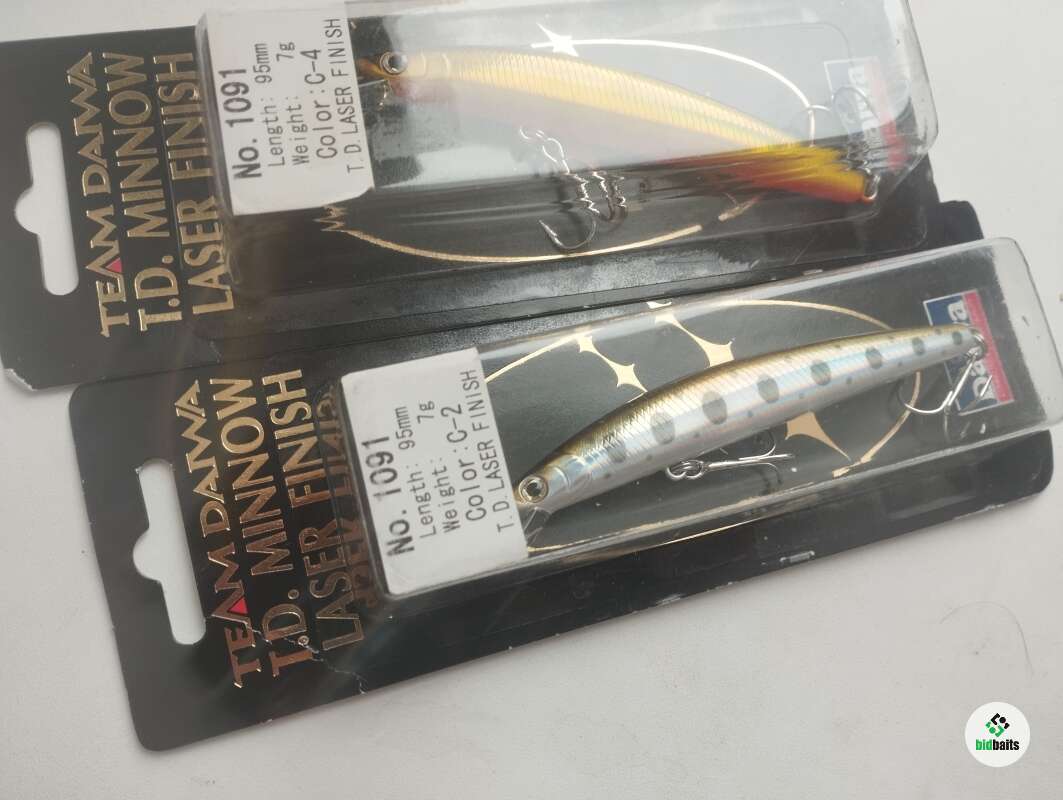 TEAM DAIWA
T.D. MINNOW
LASER FINISH
No. 1091
Length: 95mm
Weight: 7g
Color:C-4
T.D.LASER FINISH
TEAM DAIWA
T.D. MINNOW
LASER FINISH
No. 1091
Length: 95mm
Weight: 7g
Color:C-2
T.D.LASER FINISH
bidbaits